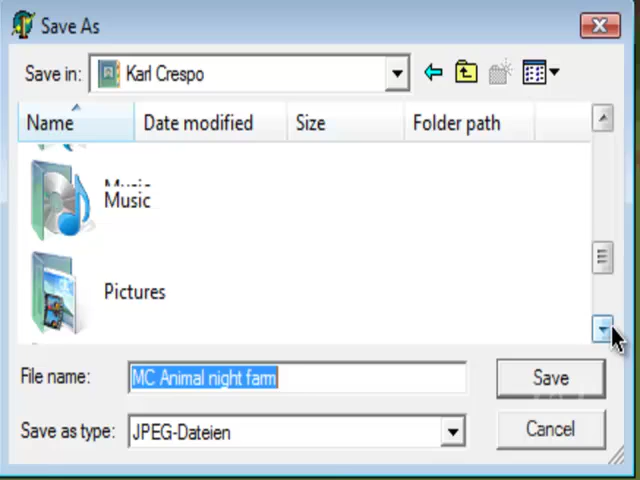 Save As
Save in: Karl Crespo
Name Date modified Size Folder path
Music
Pictures
File name: MC Animal night farm Save
Save as type: JPEG-Dateien Cancel